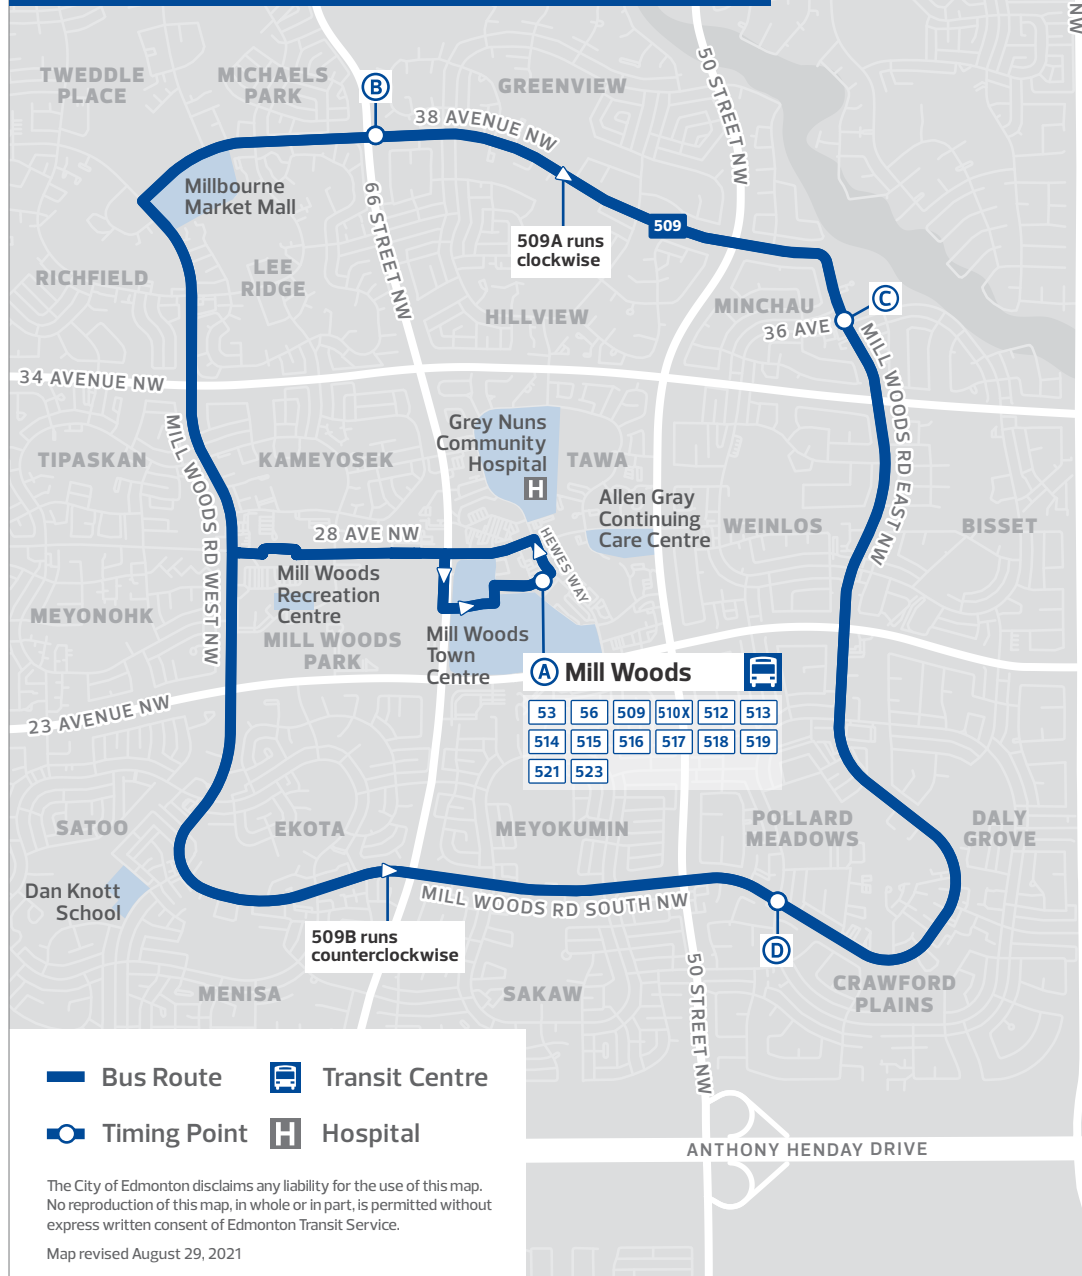 NW
TWEDDLE
PLACE
MICHAELS
PARK
B
GREENVIEW
38 AVENUE NW
50 STREET NW
Millbourne
Market Mall
66 STREET NW
509
509A runs
clockwise
RICHFIELD
LEE
RIDGE
HILLVIEW
MINCHAU
C
36 AVE
MILL WOODS RD EAST NW
34 AVENUE NW
MILL WOODS RD WEST NW
Grey Nuns
Community
Hospital
H
TIPASKAN
KAMEYOSEK
TAWA
Allen Gray
Continuing
Care Centre
WEINLOS
BISSET
28 AVE NW
HEWES WAY
Mill Woods
Recreation
Centre
MEYONOHK
MILL WOODS
PARK
Mill Woods
Town
Centre
A Mill Woods
53 56 509 510X 512 513
514 515 516 517 518 519
521 523
23 AVENUE NW
SATOO
EKOTA
MEYOKUMIN
POLLARD
MEADOWS
DALY
GROVE
Dan Knott
School
MILL WOODS RD SOUTH NW
509B runs
counterclockwise
D
MENISA
SAKAW
50 STREET NW
CRAWFORD
PLAINS
Bus Route
Transit Centre
Timing Point
H Hospital
ANTHONY HENDAY DRIVE
The City of Edmonton disclaims any liability for the use of this map.
No reproduction of this map, in whole or in part, is permitted without
express written consent of Edmonton Transit Service.
Map revised August 29, 2021